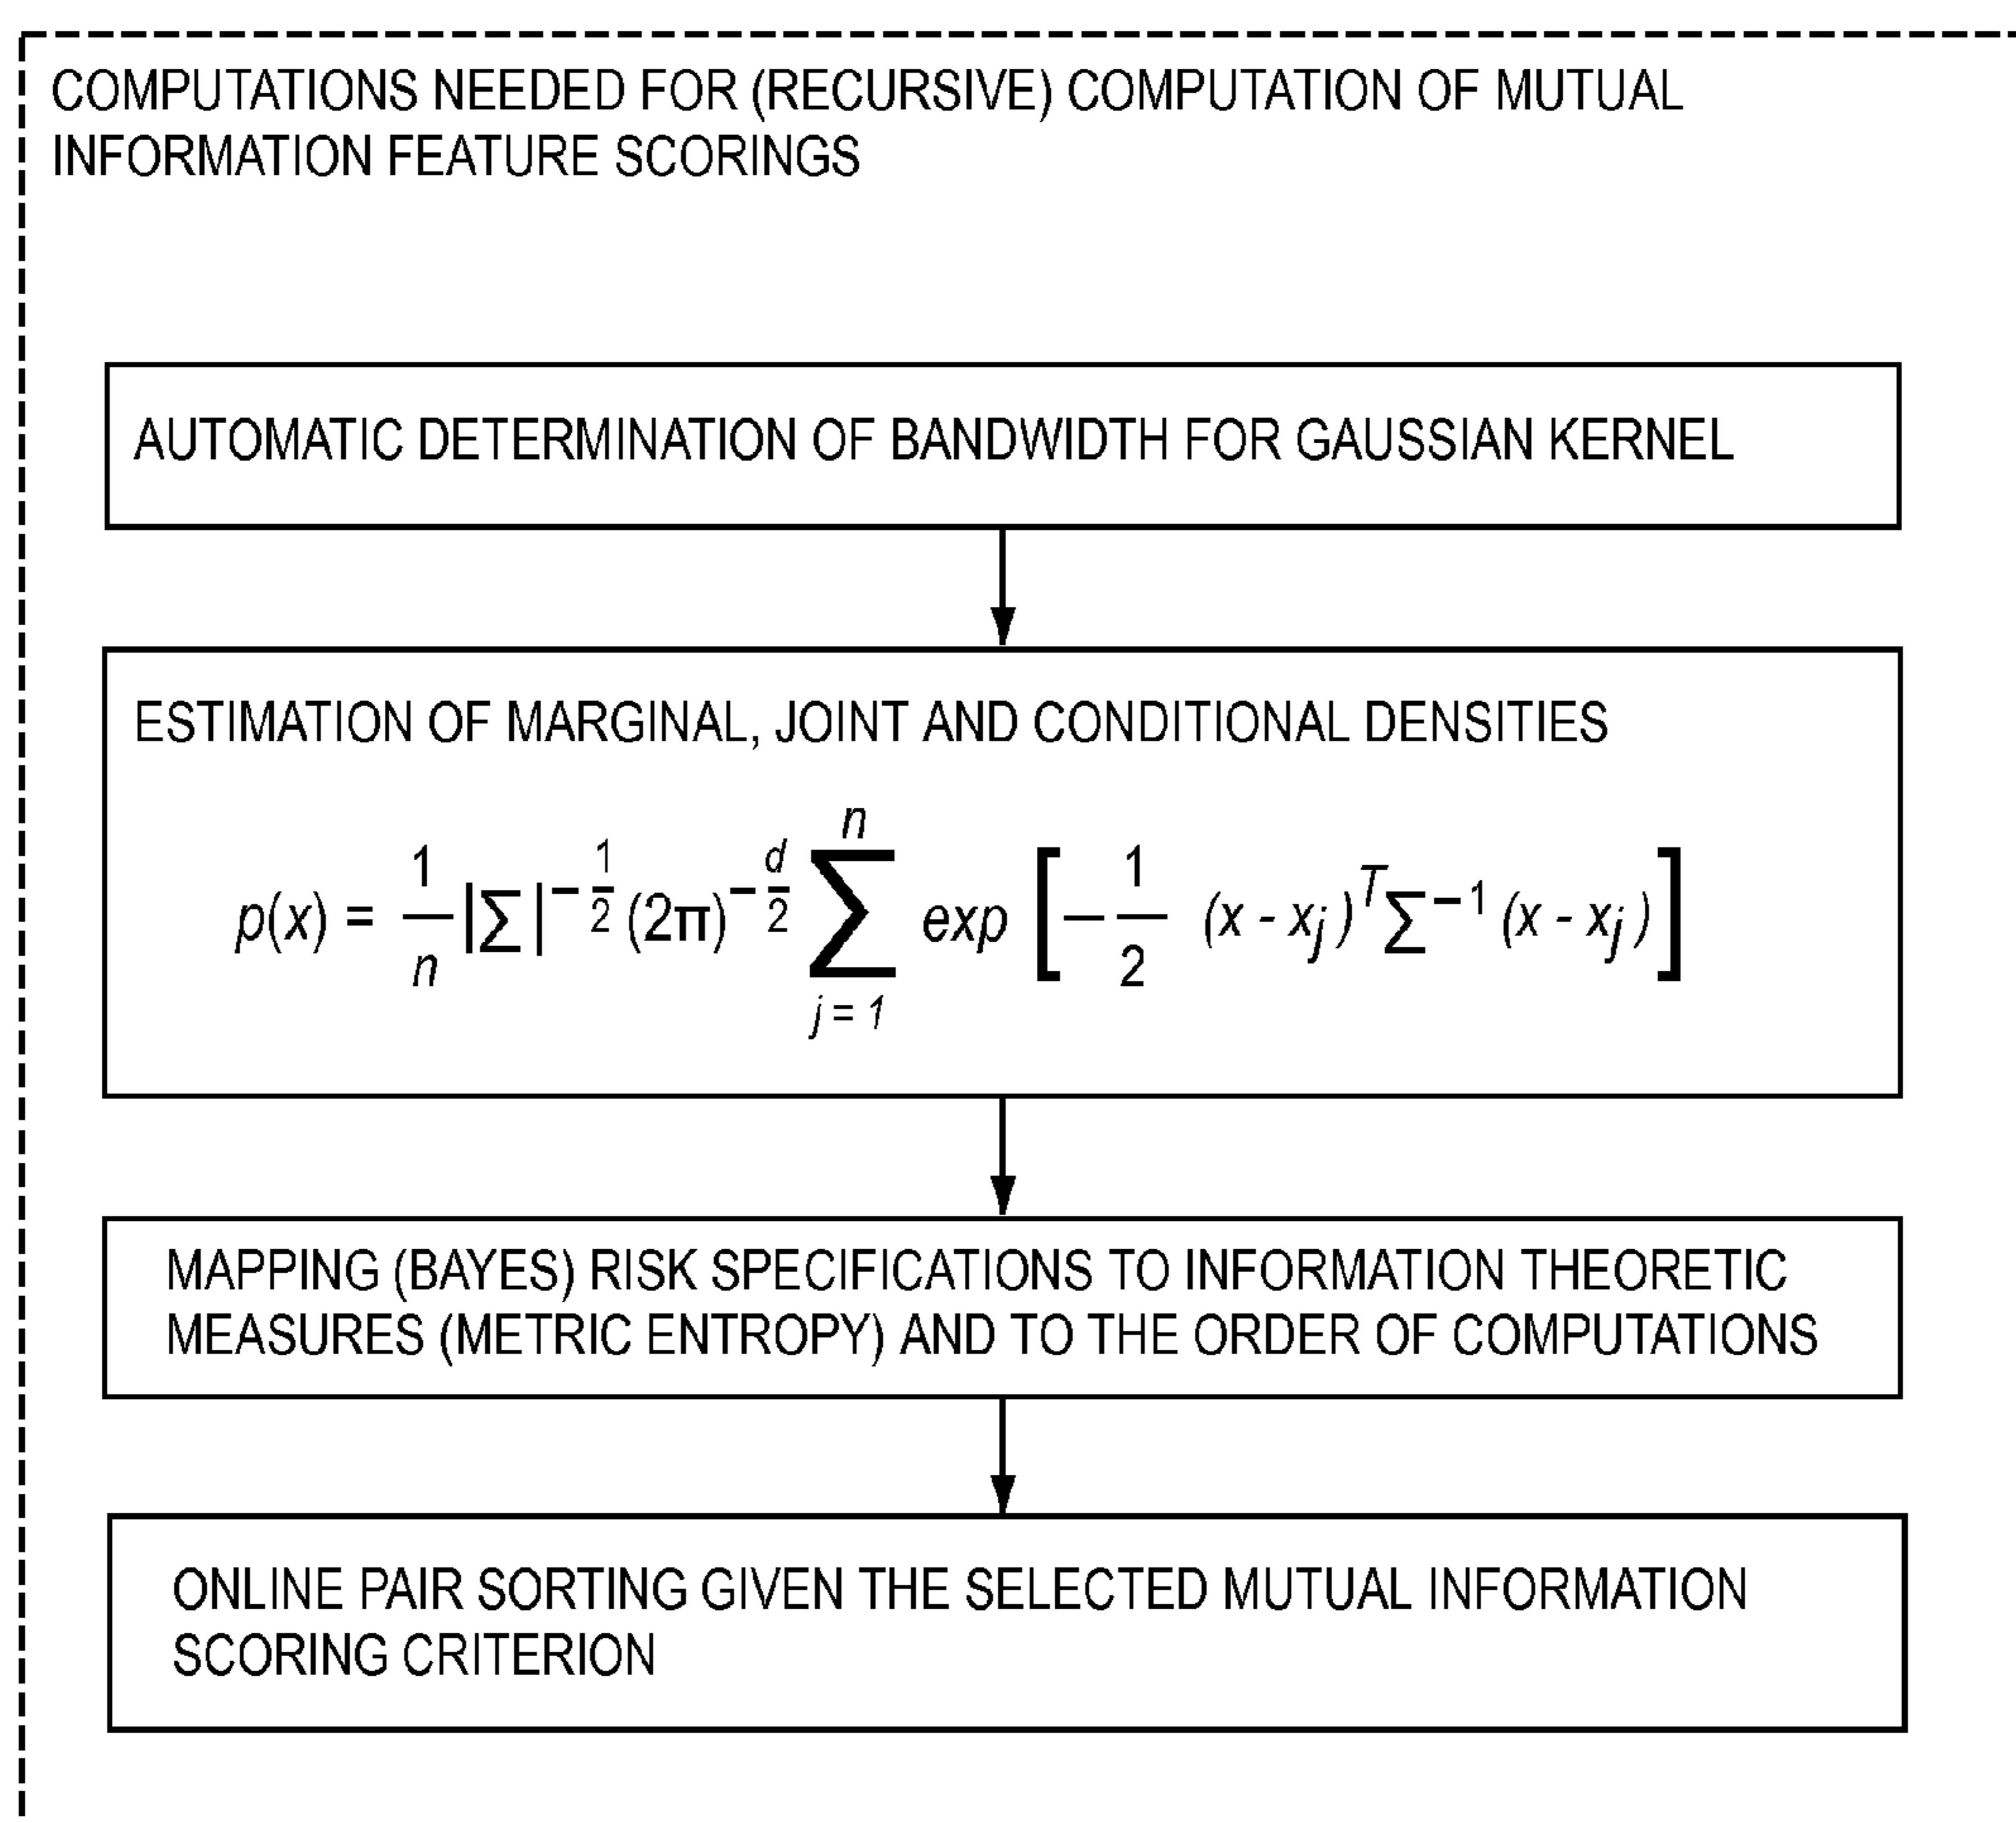 COMPUTATIONS NEEDED FOR (RECURSIVE) COMPUTATION OF MUTUAL
INFORMATION FEATURE SCORINGS
AUTOMATIC DETERMINATION OF BANDWIDTH FOR GAUSSIAN KERNEL
ESTIMATION OF MARGINAL, JOINT AND CONDITIONAL DENSITIES
p(x) = 1/n |Σ|^(-1/2) (2π)^(-d/2) ∑_{j = 1}^{n} exp [-1/2 (x - x_j)^T Σ^(-1) (x - x_j)]
MAPPING (BAYES) RISK SPECIFICATIONS TO INFORMATION THEORETIC
MEASURES (METRIC ENTROPY) AND TO THE ORDER OF COMPUTATIONS
ONLINE PAIR SORTING GIVEN THE SELECTED MUTUAL INFORMATION
SCORING CRITERION